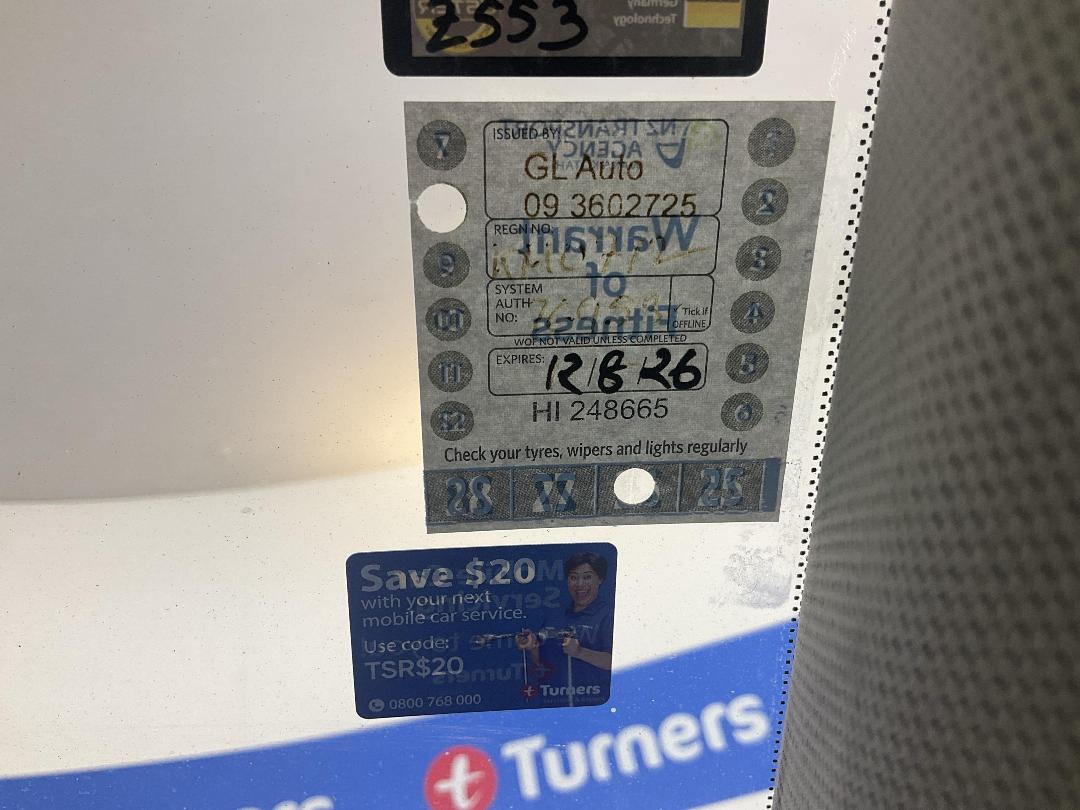 Z553
Germany
Technology
NZ TRANSPORT
AGENCY
ISSUED BY:
GL Auto
09 3602725
REGN NO:
Warrant
of
Fitness
SYSTEM
AUTH
NO:
Tick if
OFFLINE
WOF NOT VALID UNLESS COMPLETED
EXPIRES: 12/8/26
HI 248665
Check your tyres, wipers and lights regularly
7
9
10
11
12
1
2
3
4
5
6
28 27 25
Save $20
with your next
mobile car service.
Use code:
TSR$20
0800 768 000
Turners
Turners